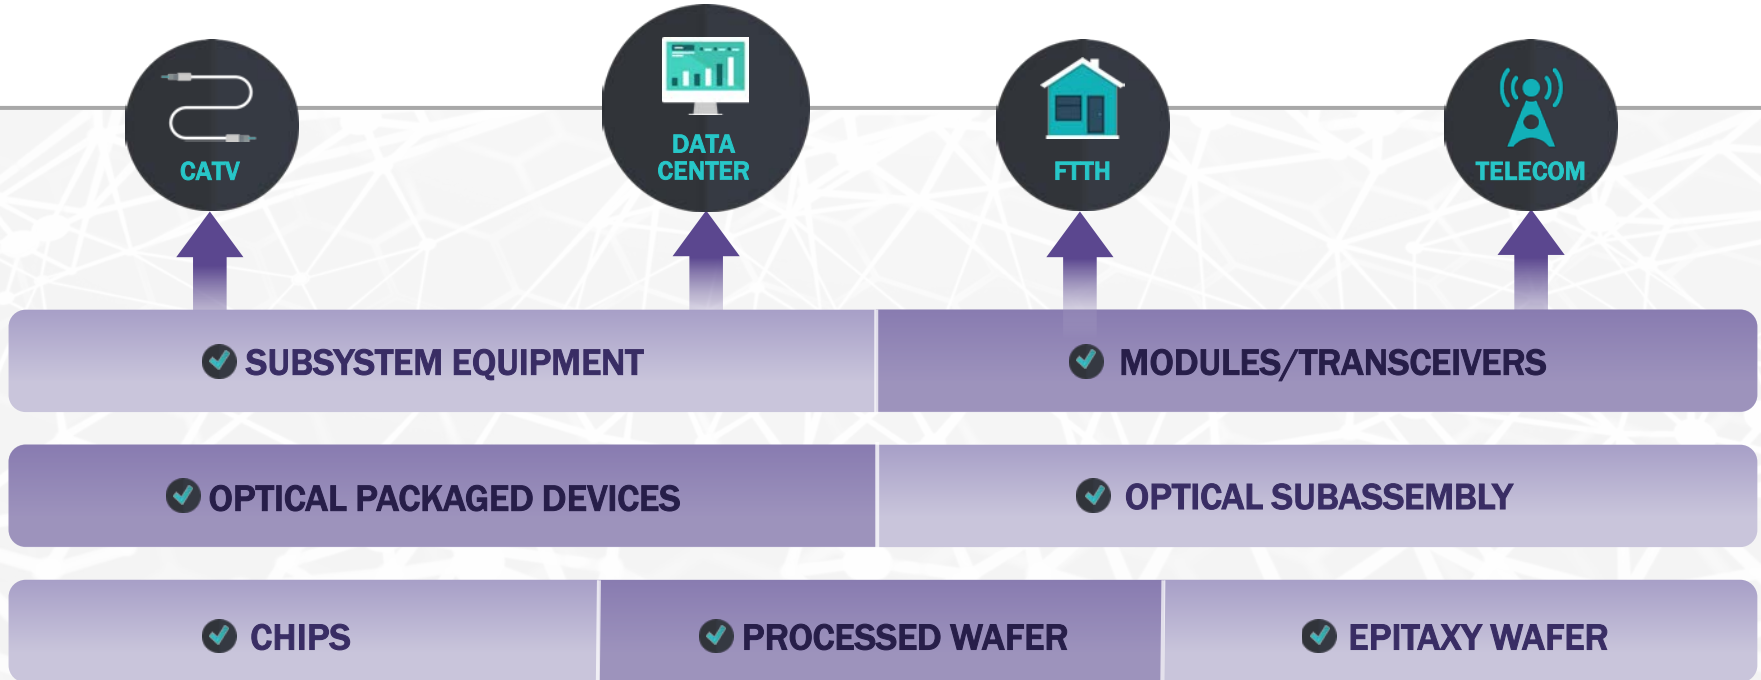 CATV
DATA
CENTER
FTTH
TELECOM
SUBSYSTEM EQUIPMENT
MODULES/TRANSCEIVERS
OPTICAL PACKAGED DEVICES
OPTICAL SUBASSEMBLY
CHIPS
PROCESSED WAFER
EPITAXY WAFER